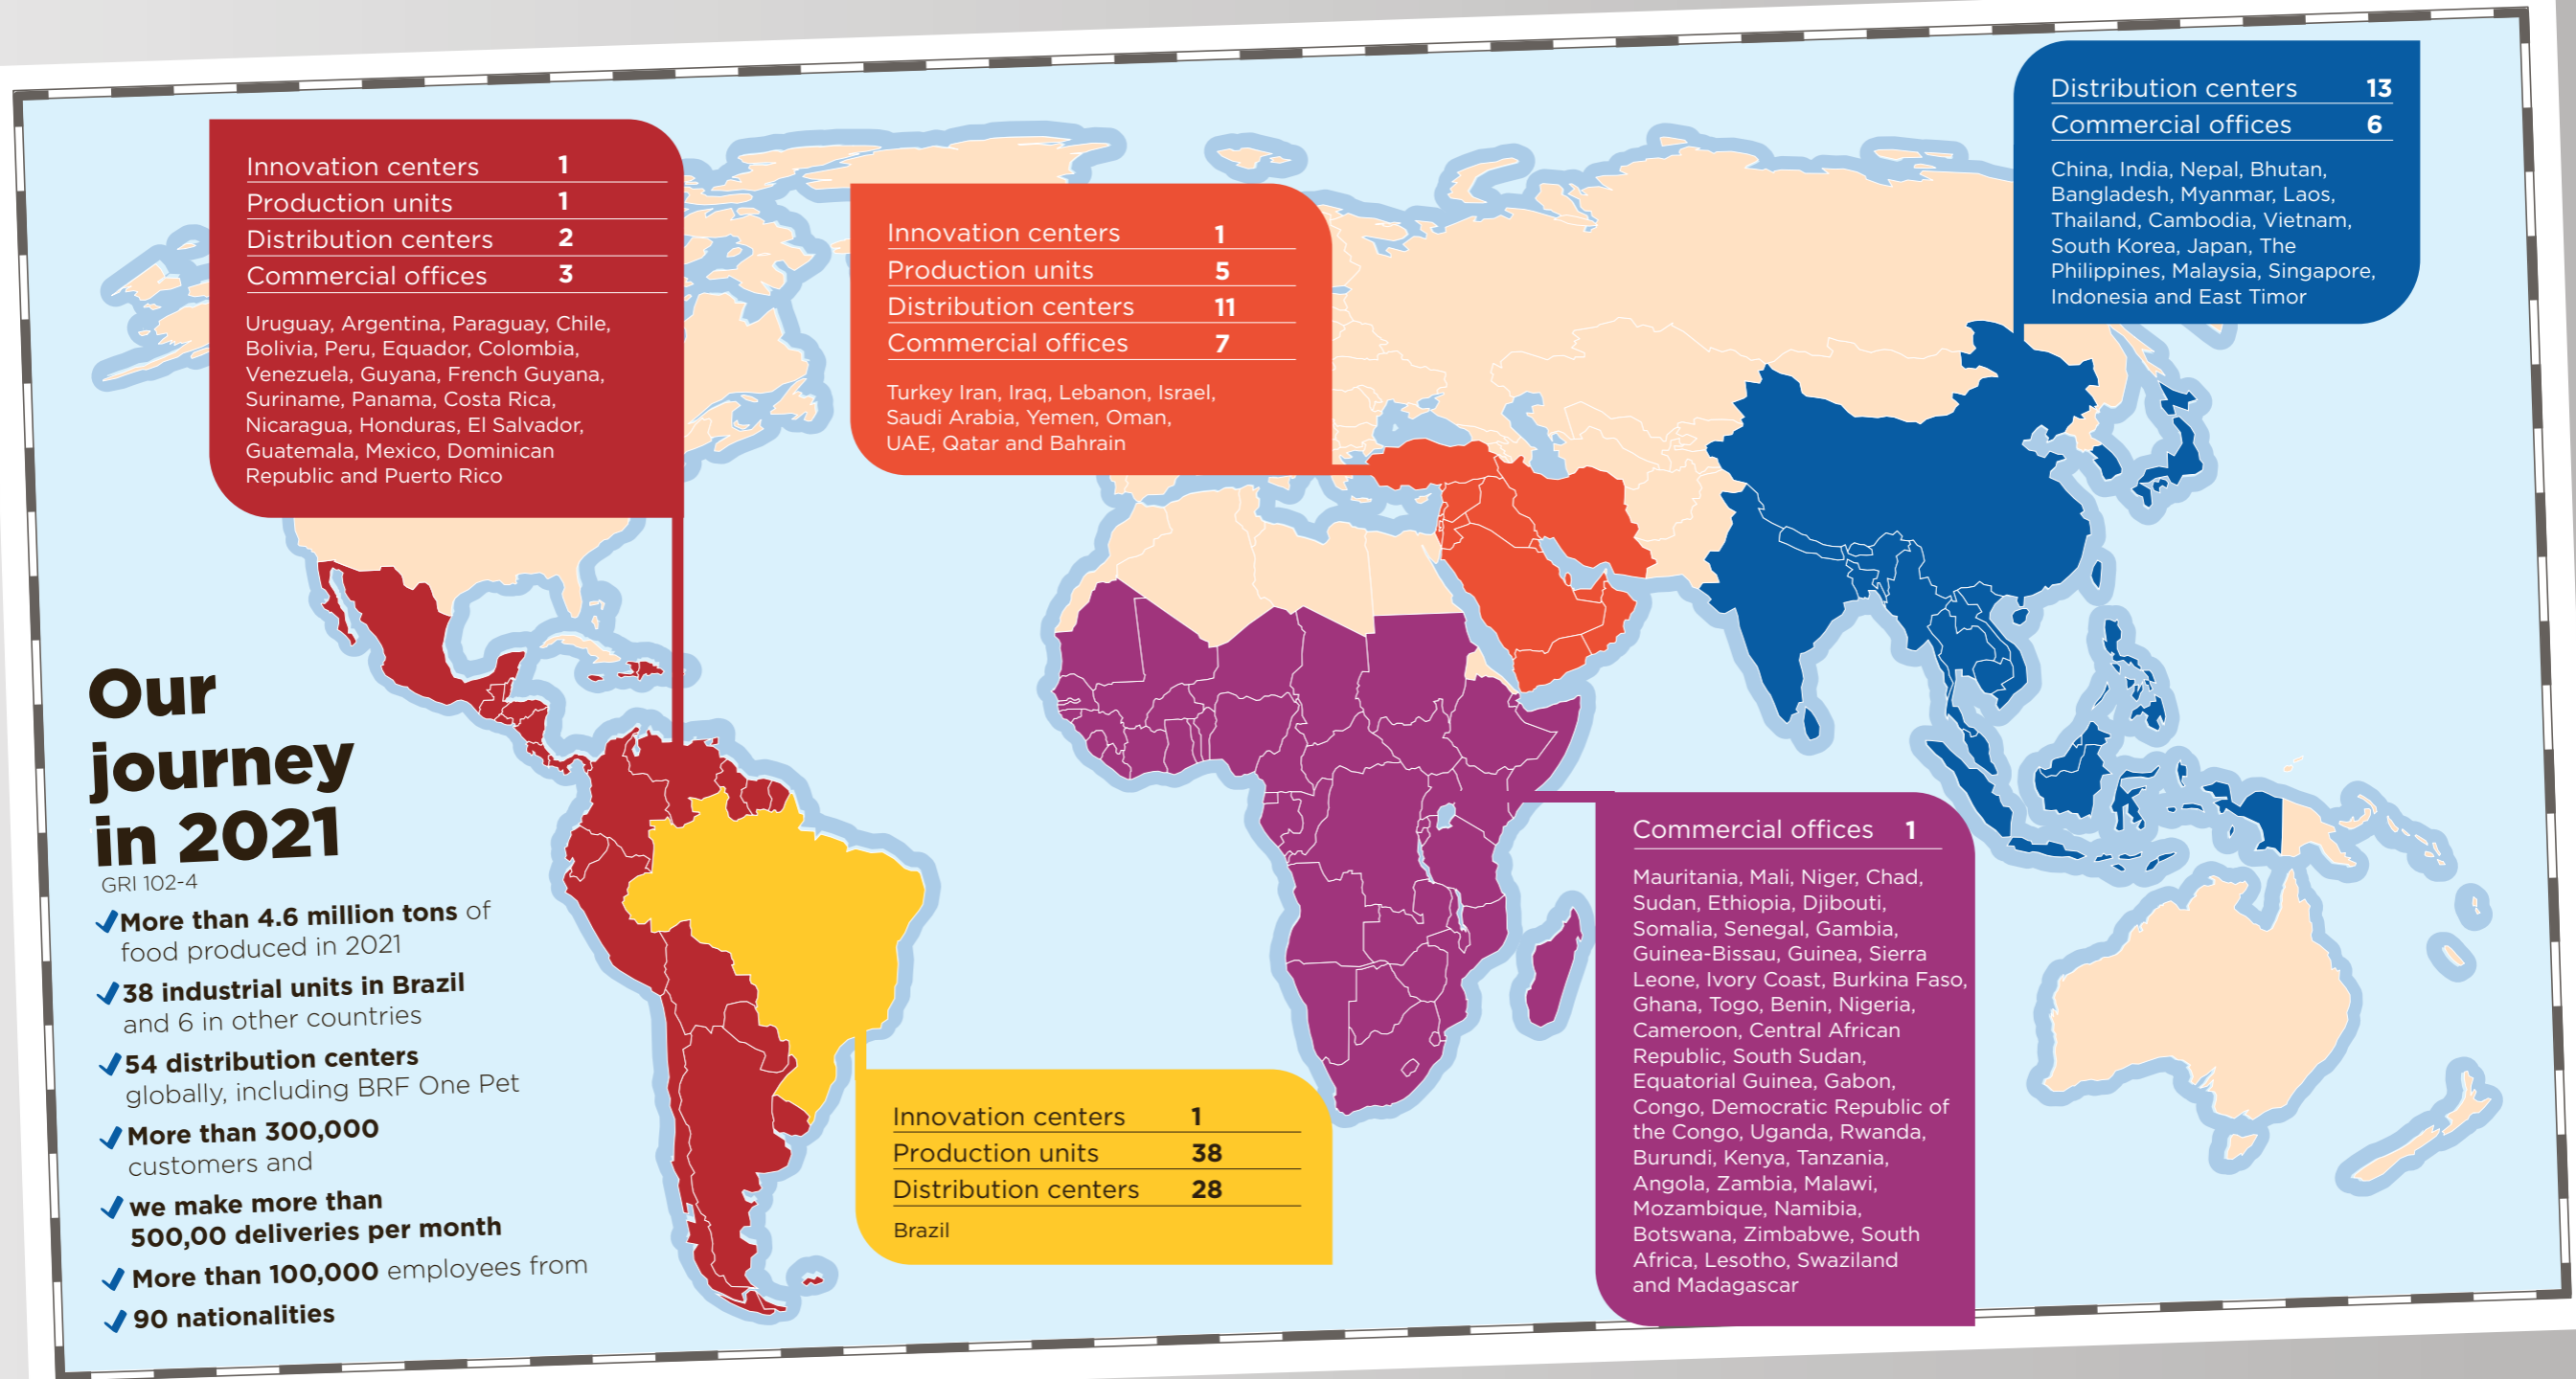 Our
journey
in 2021
GRI 102-4
More than 4.6 million tons of
food produced in 2021
38 industrial units in Brazil
and 6 in other countries
54 distribution centers
globally, including BRF One Pet
More than 300,000
customers and
we make more than
500,00 deliveries per month
More than 100,000 employees from
90 nationalities
Innovation centers 1
Production units 1
Distribution centers 2
Commercial offices 3
Uruguay, Argentina, Paraguay, Chile,
Bolivia, Peru, Equador, Colombia,
Venezuela, Guyana, French Guyana,
Suriname, Panama, Costa Rica,
Nicaragua, Honduras, El Salvador,
Guatemala, Mexico, Dominican
Republic and Puerto Rico
Innovation centers 1
Production units 5
Distribution centers 11
Commercial offices 7
Turkey Iran, Iraq, Lebanon, Israel,
Saudi Arabia, Yemen, Oman,
UAE, Qatar and Bahrain
Distribution centers 13
Commercial offices 6
China, India, Nepal, Bhutan,
Bangladesh, Myanmar, Laos,
Thailand, Cambodia, Vietnam,
South Korea, Japan, The
Philippines, Malaysia, Singapore,
Indonesia and East Timor
Innovation centers 1
Production units 38
Distribution centers 28
Brazil
Commercial offices 1
Mauritania, Mali, Niger, Chad,
Sudan, Ethiopia, Djibouti,
Somalia, Senegal, Gambia,
Guinea-Bissau, Guinea, Sierra
Leone, Ivory Coast, Burkina Faso,
Ghana, Togo, Benin, Nigeria,
Cameroon, Central African
Republic, South Sudan,
Equatorial Guinea, Gabon,
Congo, Democratic Republic of
the Congo, Uganda, Rwanda,
Burundi, Kenya, Tanzania,
Angola, Zambia, Malawi,
Mozambique, Namibia,
Botswana, Zimbabwe, South
Africa, Lesotho, Swaziland
and Madagascar